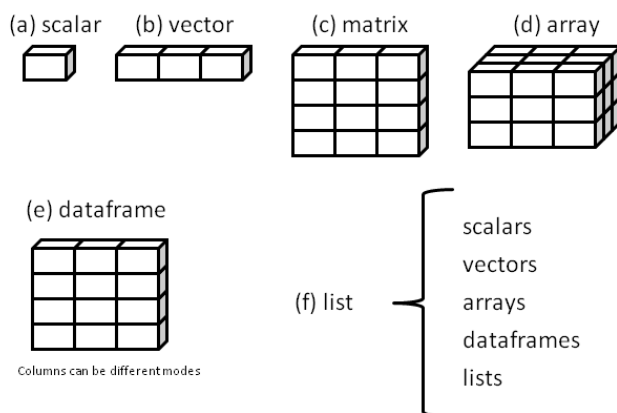 (a) scalar
(b) vector
(c) matrix
(d) array
(e) dataframe
Columns can be different modes
(f) list
scalars
vectors
arrays
dataframes
lists